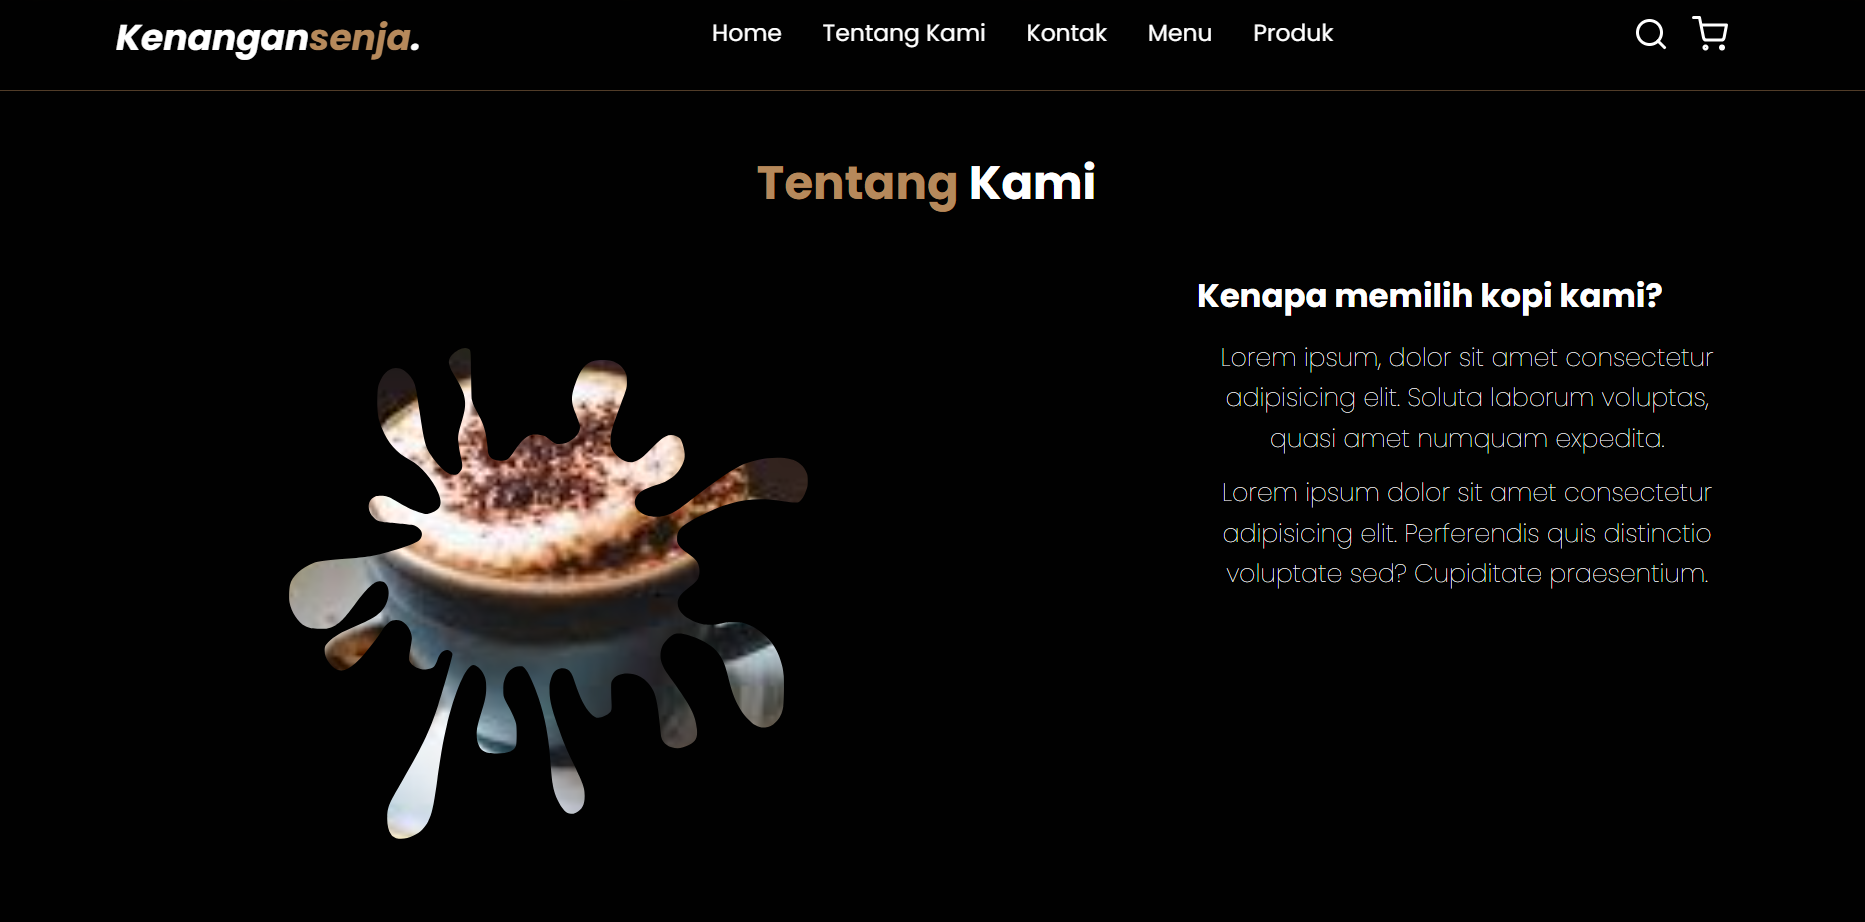 Kenangansenja.
Home Tentang Kami Kontak Menu Produk
Tentang Kami
Kenapa memilih kopi kami?
Lorem ipsum, dolor sit amet consectetur
adipisicing elit. Soluta laborum voluptas,
quasi amet numquam expedita.
Lorem ipsum dolor sit amet consectetur
adipisicing elit. Perferendis quis distinctio
voluptate sed? Cupiditate praesentium.